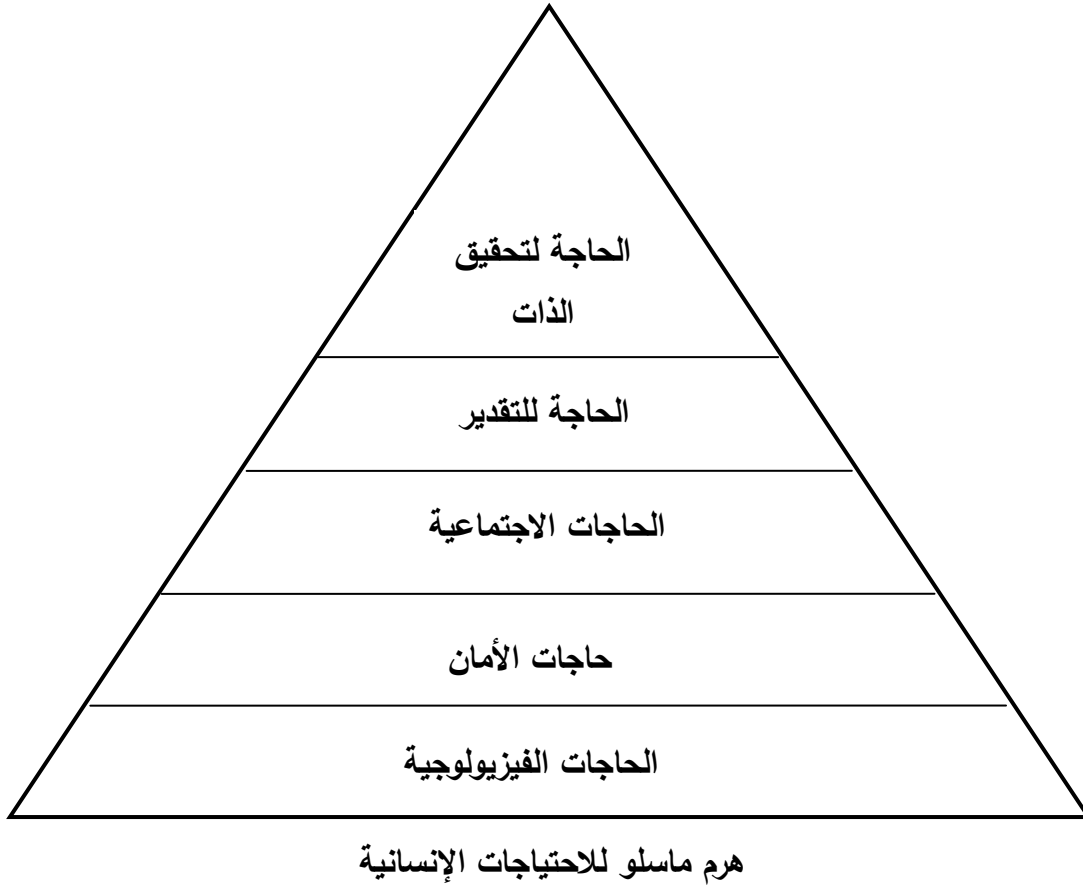 الحاجة لتحقيق
الذات
الحاجة للتقدير
الحاجات الاجتماعية
حاجات الأمان
الحاجات الفيزيولوجية
هرم ماسلو للاحتياجات الإنسانية